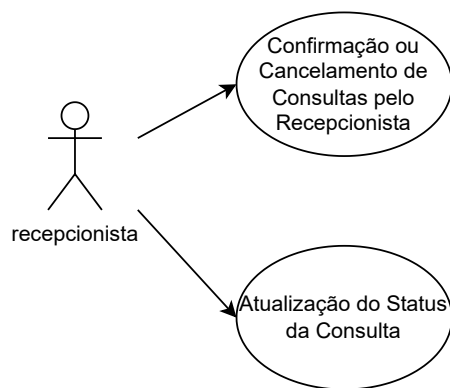 Confirmação ou
Cancelamento de
Consultas pelo
Recepcionista
recepcionista
Atualização do Status
da Consulta